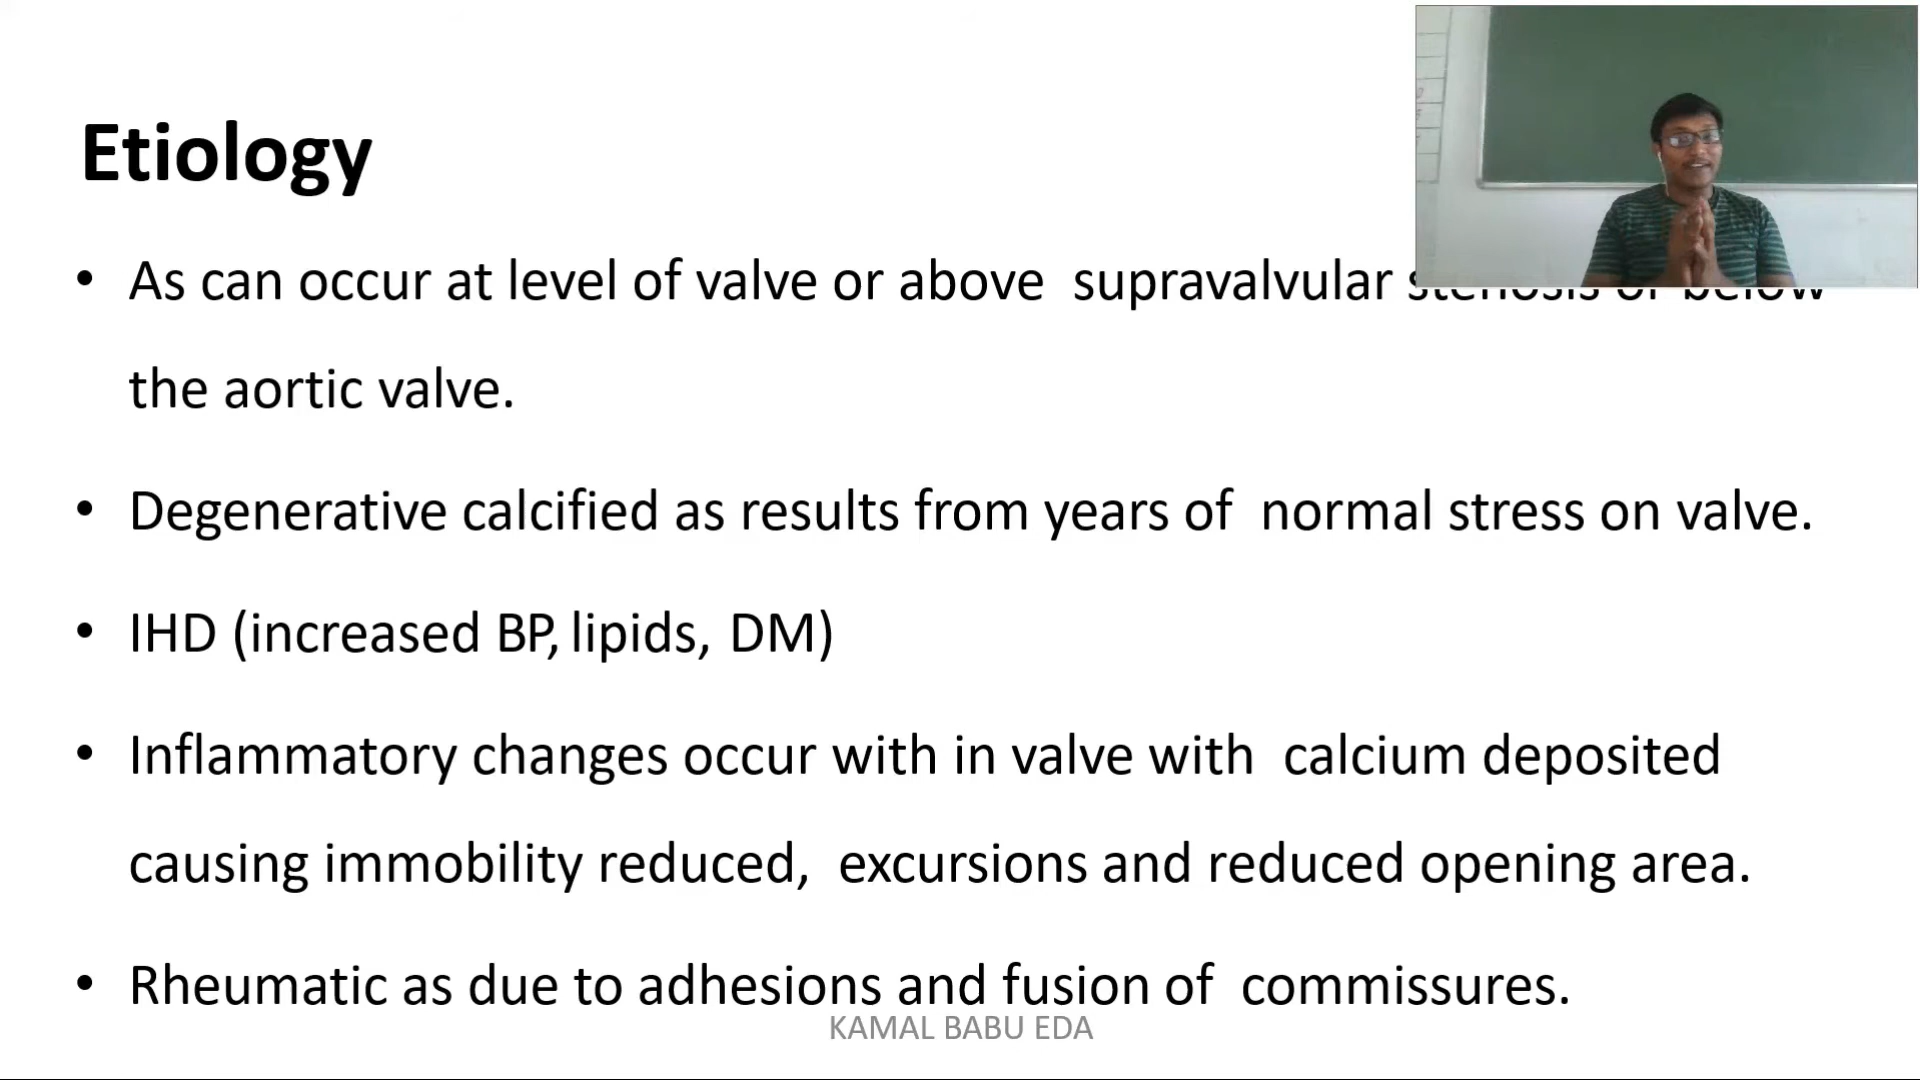 Etiology
• As can occur at level of valve or above supravalvular stenosis or below
the aortic valve.
• Degenerative calcified as results from years of normal stress on valve.
• IHD (increased BP, lipids, DM)
• Inflammatory changes occur with in valve with calcium deposited
causing immobility reduced, excursions and reduced opening area.
• Rheumatic as due to adhesions and fusion of commissures.
KAMAL BABU EDA